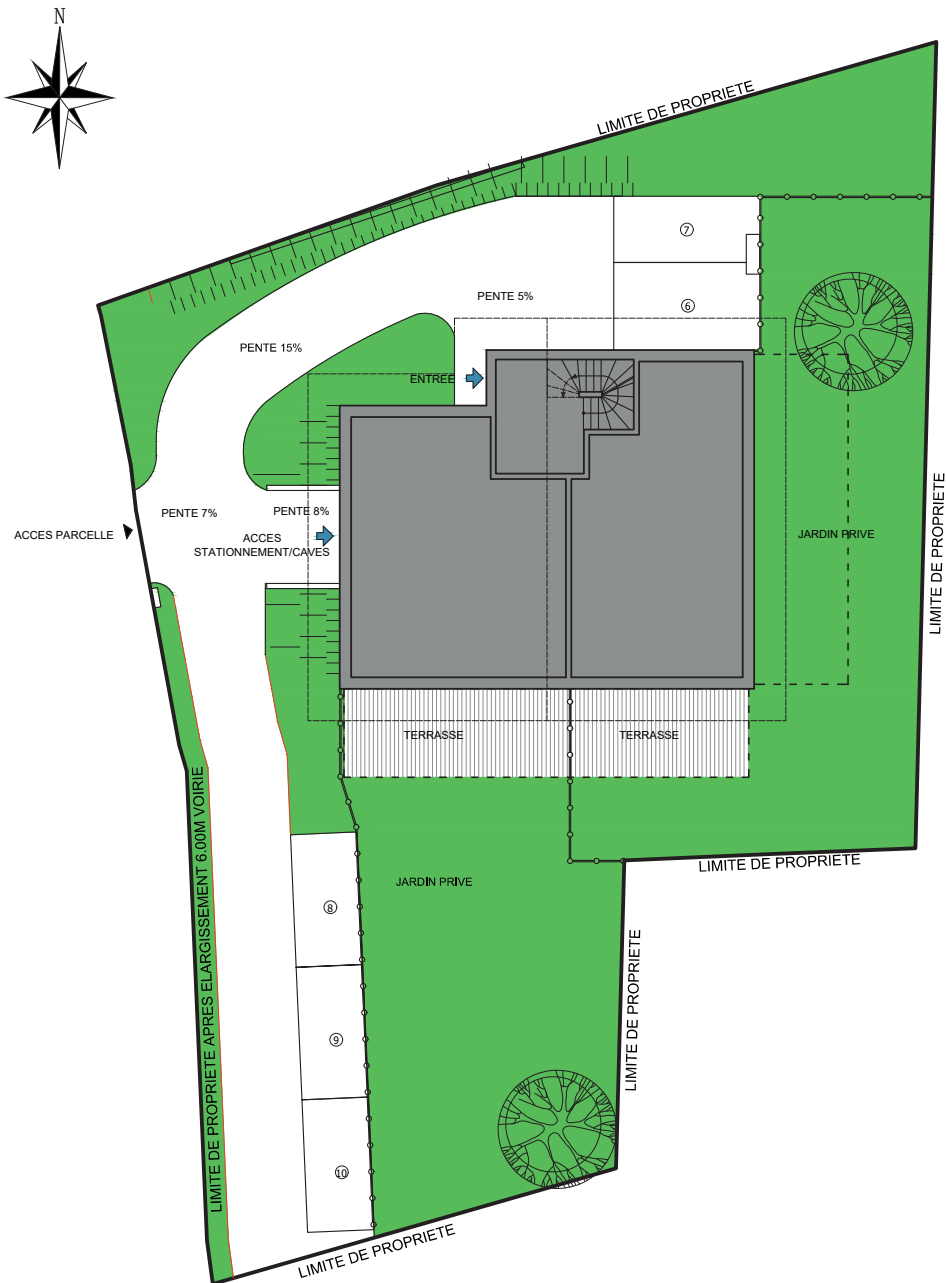 N
LIMITE DE PROPRIETE
⑦
PENTE 5%
⑥
PENTE 15%
ENTREE
PENTE 7%
PENTE 8%
ACCES PARCELLE
ACCES
STATIONNEMENT/CAVES
JARDIN PRIVE
LIMITE DE PROPRIETE
TERRASSE
TERRASSE
LIMITE DE PROPRIETE APRES ELARGISSEMENT 6.00M VOIRIE
LIMITE DE PROPRIETE
JARDIN PRIVE
⑧
LIMITE DE PROPRIETE
⑨
⑩
LIMITE DE PROPRIETE